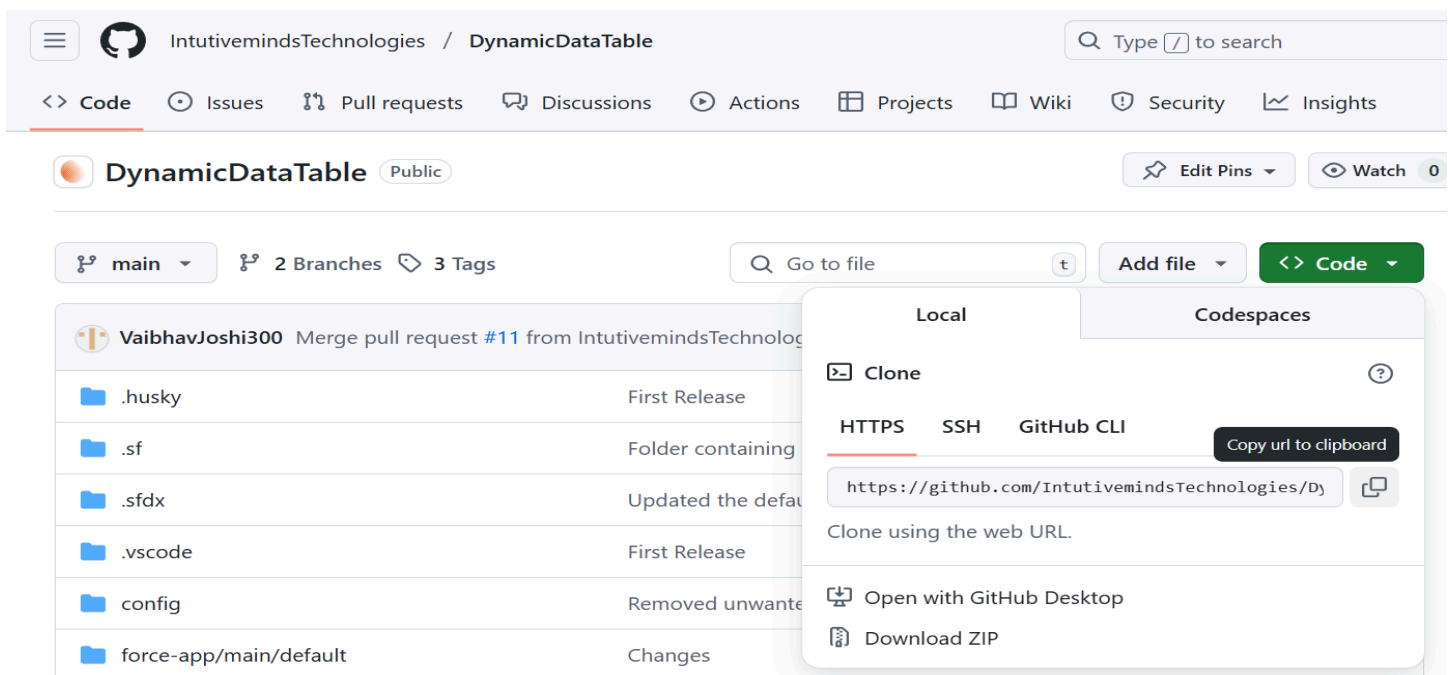 IntutivemindsTechnologies / DynamicDataTable
Type / to search
Code Issues Pull requests Discussions Actions Projects Wiki Security Insights
DynamicDataTable Public
Edit Pins Watch 0
main 2 Branches 3 Tags
Go to file t
Add file <> Code
Local Codespaces
VaibhavJoshi300 Merge pull request #11 from IntutivemindsTechnolog
Clone
.husky First Release
HTTPS SSH GitHub CLI
Copy url to clipboard
.sf Folder containing
https://github.com/IntutivemindsTechnologies/Dy
.sfdx Updated the defau
Clone using the web URL.
.vscode First Release
Open with GitHub Desktop
config Removed unwante
Download ZIP
force-app/main/default Changes